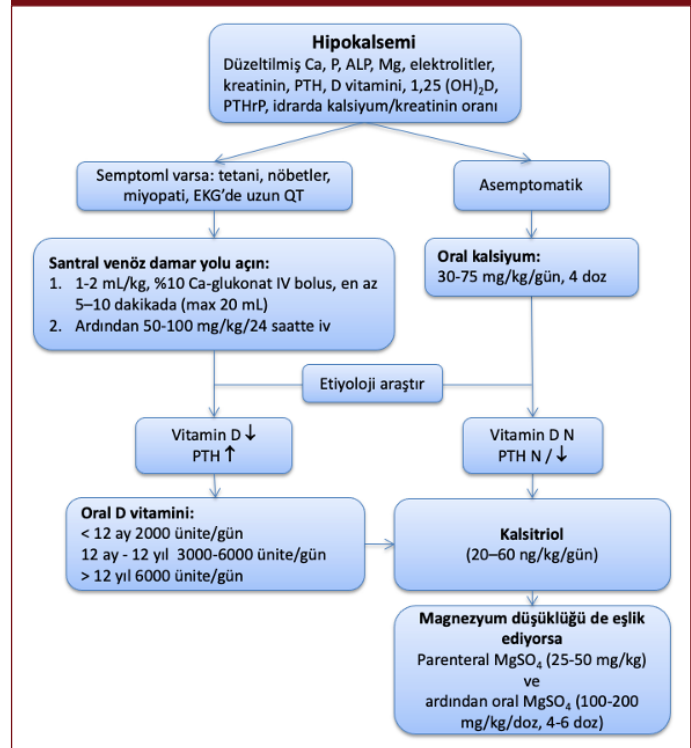 Hipokalsemi
Düzeltilmiş Ca, P, ALP, Mg, elektrolitler,
kreatinin, PTH, D vitamini, 1,25 (OH)₂D,
PTHrP, idrarda kalsiyum/kreatinin oranı
Semptoml varsa: tetani, nöbetler,
miyopati, EKG’de uzun QT
Asemptomatik
Santral venöz damar yolu açın:
1. 1-2 mL/kg, %10 Ca-glukonat IV bolus, en az
5–10 dakikada (max 20 mL)
2. Ardından 50-100 mg/kg/24 saatte iv
Oral kalsiyum:
30-75 mg/kg/gün, 4 doz
Etiyoloji araştır
Vitamin D ↓
PTH ↑
Vitamin D N
PTH N / ↓
Oral D vitamini:
< 12 ay 2000 ünite/gün
12 ay - 12 yıl 3000-6000 ünite/gün
> 12 yıl 6000 ünite/gün
Kalsitriol
(20–60 ng/kg/gün)
Magnezyum düşüklüğü de eşlik
ediyorsa
Parenteral MgSO₄ (25-50 mg/kg)
ve
ardından oral MgSO₄ (100-200
mg/kg/doz, 4-6 doz)